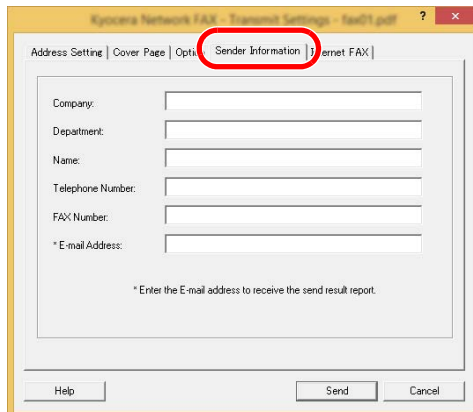 Kyocera Network FAX - Transmit Settings - fax01.pdf ? ×
Address Setting Cover Page Sender Information FAX
Company:
Department:
Name:
Telephone Number:
FAX Number:
* E-mail Address:
* Enter the E-mail address to receive the send result report.
Help Send Cancel